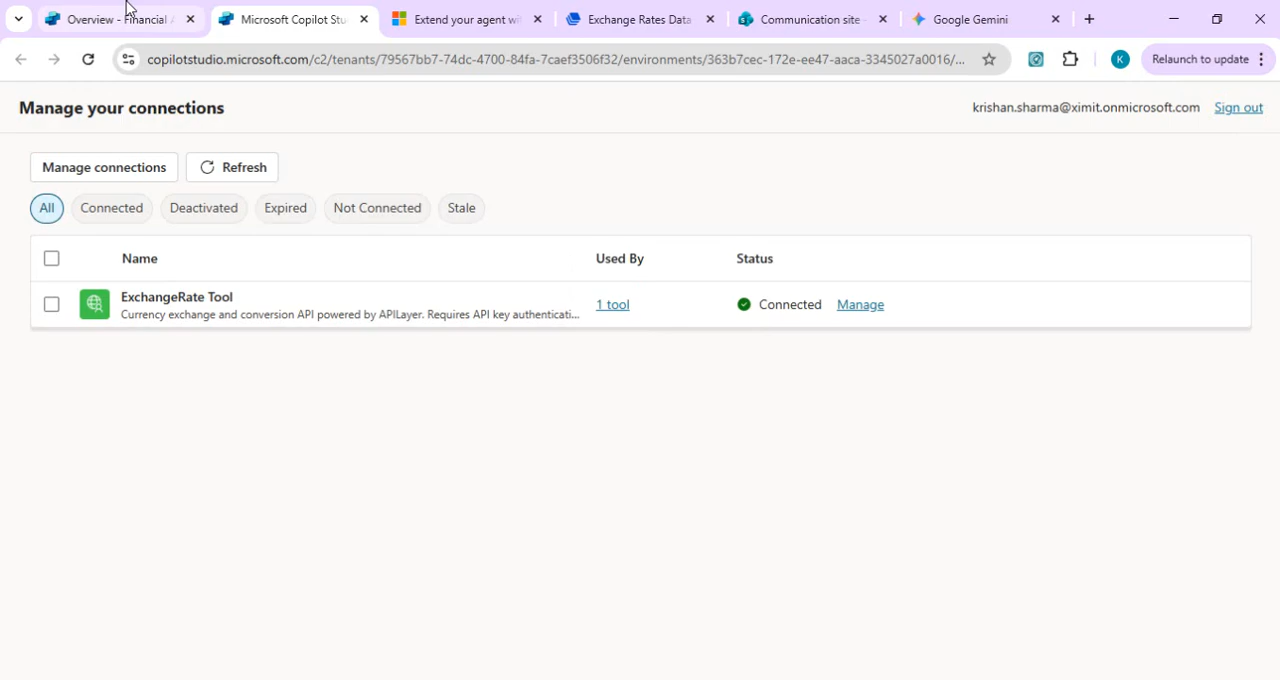 Overview - Financial A
Microsoft Copilot Stu
Extend your agent wi
Exchange Rates Data
Communication site -
Google Gemini
copilotstudio.microsoft.com/c2/tenants/79567bb7-74dc-4700-84fa-7caef3506f32/environments/363b7cec-172e-ee47-aaca-3345027a0016/...
K
Relaunch to update
Manage your connections
krishan.sharma@ximit.onmicrosoft.com
Sign out
Manage connections
Refresh
All
Connected
Deactivated
Expired
Not Connected
Stale
Name
Used By
Status
ExchangeRate Tool
1 tool
Connected
Manage
Currency exchange and conversion API powered by APILayer. Requires API key authenticati...